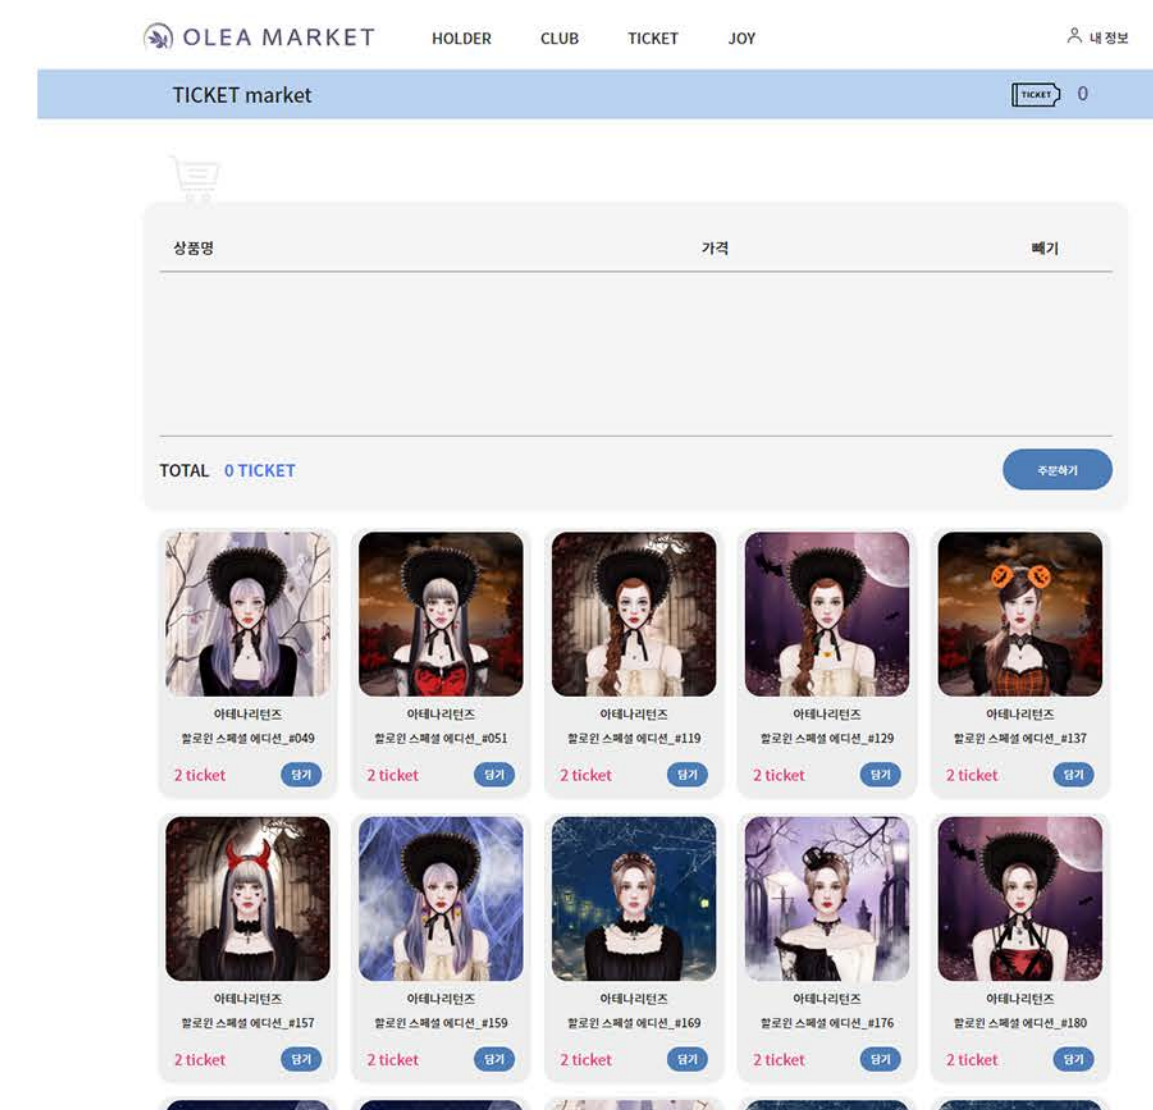 OLEA MARKET HOLDER CLUB TICKET JOY 내 정보
TICKET market TICKET 0
상품명 가격 빼기
TOTAL 0 TICKET 주문하기
아테나리턴즈 아테나리턴즈 아테나리턴즈 아테나리턴즈 아테나리턴즈
할로윈 스페셜 에디션_#049 할로윈 스페셜 에디션_#051 할로윈 스페셜 에디션_#119 할로윈 스페셜 에디션_#129 할로윈 스페셜 에디션_#137
2 ticket 담기 2 ticket 담기 2 ticket 담기 2 ticket 담기 2 ticket 담기
아테나리턴즈 아테나리턴즈 아테나리턴즈 아테나리턴즈 아테나리턴즈
할로윈 스페셜 에디션_#157 할로윈 스페셜 에디션_#159 할로윈 스페셜 에디션_#169 할로윈 스페셜 에디션_#176 할로윈 스페셜 에디션_#180
2 ticket 담기 2 ticket 담기 2 ticket 담기 2 ticket 담기 2 ticket 담기